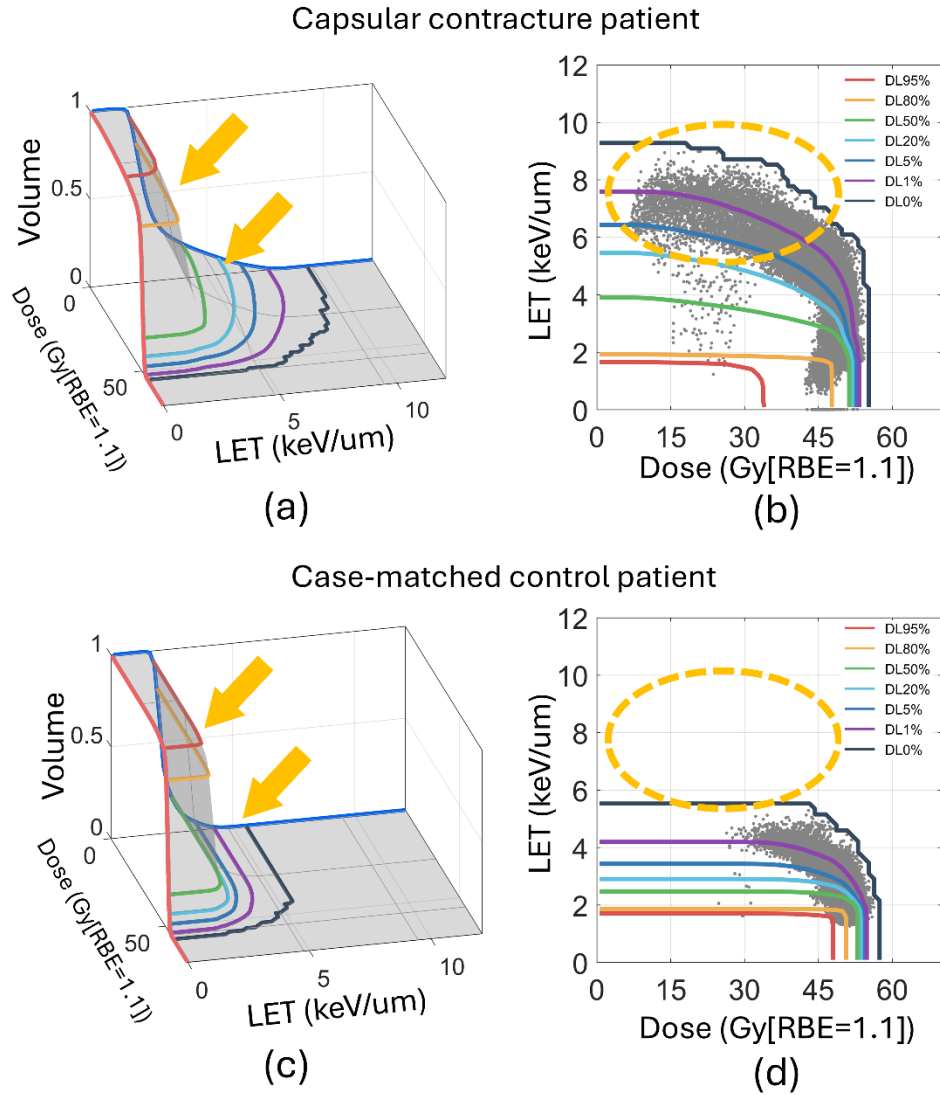 Capsular contracture patient
1
0.5
0
Volume
0
50
Dose (Gy[RBE=1.1])
0
5
10
LET (keV/um)
(a)
12
10
8
6
4
2
0
LET (keV/um)
DL95%
DL80%
DL50%
DL20%
DL5%
DL1%
DL0%
0 15 30 45 60
Dose (Gy[RBE=1.1])
(b)
Case-matched control patient
1
0.5
0
Volume
0
50
Dose (Gy[RBE=1.1])
0
5
10
LET (keV/um)
(c)
12
10
8
6
4
2
0
LET (keV/um)
DL95%
DL80%
DL50%
DL20%
DL5%
DL1%
DL0%
0 15 30 45 60
Dose (Gy[RBE=1.1])
(d)